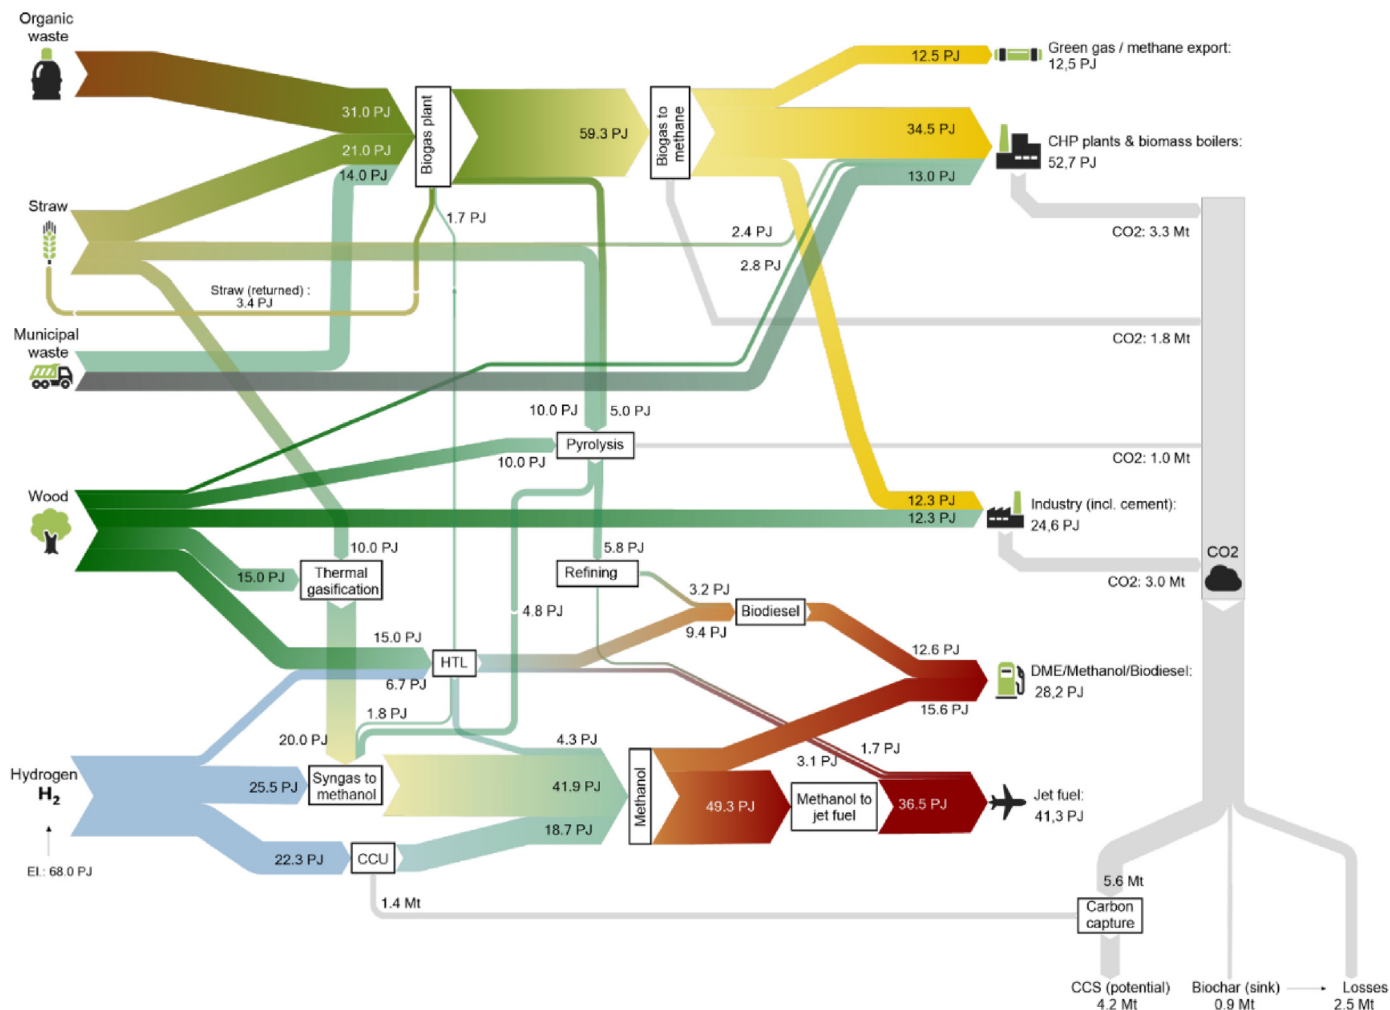 Organic
waste
12.5 PJ
Green gas / methane export:
12,5 PJ
31.0 PJ
Biogas plant
59.3 PJ
Biogas to
methane
34.5 PJ
CHP plants & biomass boilers:
52,7 PJ
21.0 PJ
14.0 PJ
13.0 PJ
Straw
1.7 PJ
2.4 PJ
CO2: 3.3 Mt
2.8 PJ
Straw (returned) :
3.4 PJ
Municipal
waste
CO2: 1.8 Mt
10.0 PJ
5.0 PJ
Pyrolysis
10.0 PJ
CO2: 1.0 Mt
Wood
12.3 PJ
12.3 PJ
Industry (incl. cement):
24,6 PJ
10.0 PJ
5.8 PJ
CO2
15.0 PJ
Thermal
gasification
Refining
CO2: 3.0 Mt
3.2 PJ
4.8 PJ
Biodiesel
9.4 PJ
15.0 PJ
HTL
12.6 PJ
6.7 PJ
DME/Methanol/Biodiesel:
28,2 PJ
15.6 PJ
1.8 PJ
20.0 PJ
4.3 PJ
1.7 PJ
3.1 PJ
Hydrogen
H2
25.5 PJ
Syngas to
methanol
41.9 PJ
Methanol
49.3 PJ
Methanol to
jet fuel
36.5 PJ
Jet fuel:
41,3 PJ
18.7 PJ
22.3 PJ
CCU
El.: 68.0 PJ
1.4 Mt
5.6 Mt
Carbon
capture
CCS (potential)
4.2 Mt
Biochar (sink)
0.9 Mt
Losses
2.5 Mt